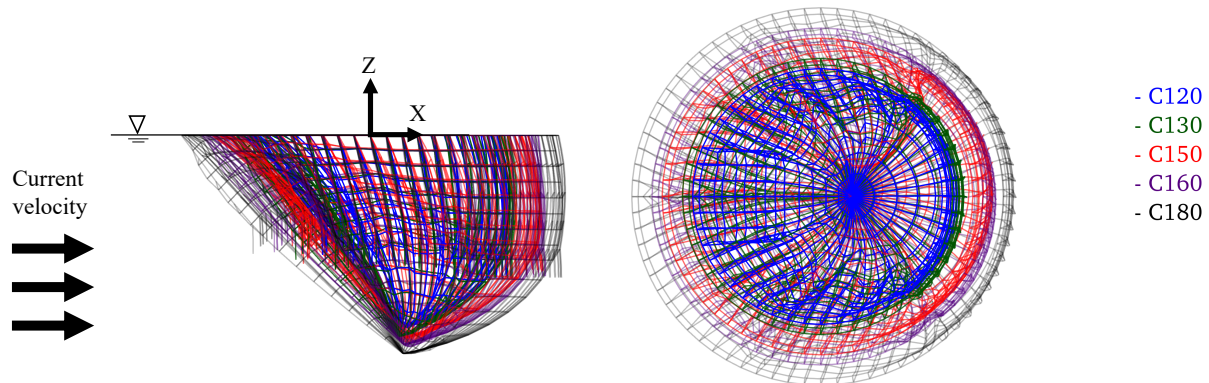 Z
X
Current
velocity
- C120
- C130
- C150
- C160
- C180